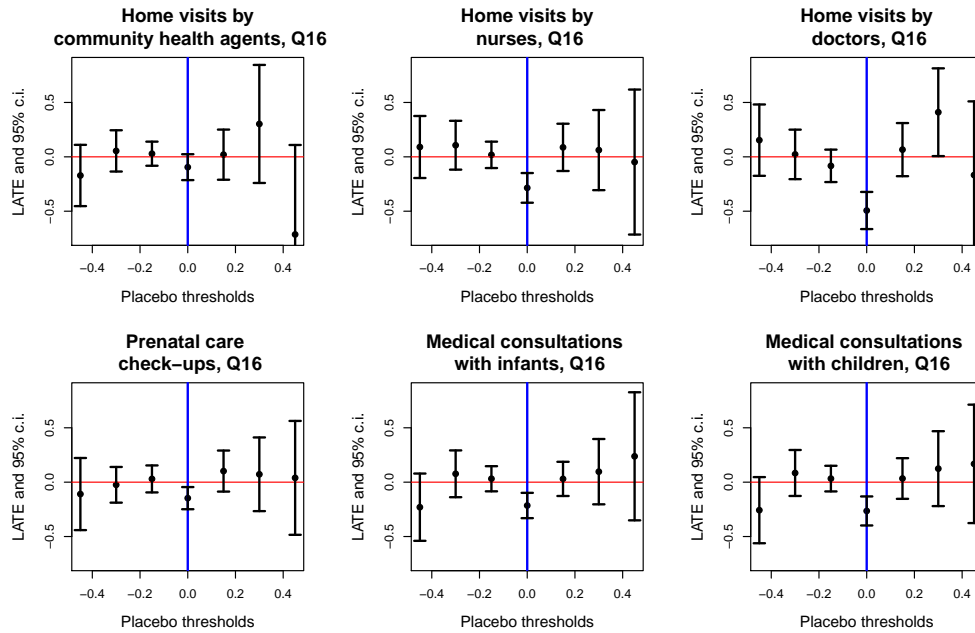 Home visits by
community health agents, Q16
Home visits by
nurses, Q16
Home visits by
doctors, Q16
LATE and 95% c.i.
0.5
0.0
−0.5
−0.4 −0.2 0.0 0.2 0.4
Placebo thresholds
LATE and 95% c.i.
0.5
0.0
−0.5
−0.4 −0.2 0.0 0.2 0.4
Placebo thresholds
LATE and 95% c.i.
0.5
0.0
−0.5
−0.4 −0.2 0.0 0.2 0.4
Placebo thresholds
Prenatal care
check−ups, Q16
Medical consultations
with infants, Q16
Medical consultations
with children, Q16
LATE and 95% c.i.
0.5
0.0
−0.5
−0.4 −0.2 0.0 0.2 0.4
Placebo thresholds
LATE and 95% c.i.
0.5
0.0
−0.5
−0.4 −0.2 0.0 0.2 0.4
Placebo thresholds
LATE and 95% c.i.
0.5
0.0
−0.5
−0.4 −0.2 0.0 0.2 0.4
Placebo thresholds